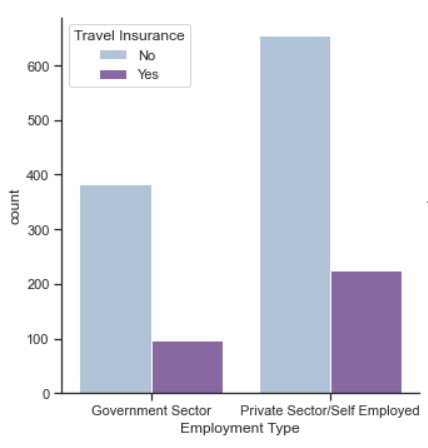 Travel Insurance
No
Yes
600
500
400
300
200
100
0
count
Government Sector
Private Sector/Self Employed
Employment Type